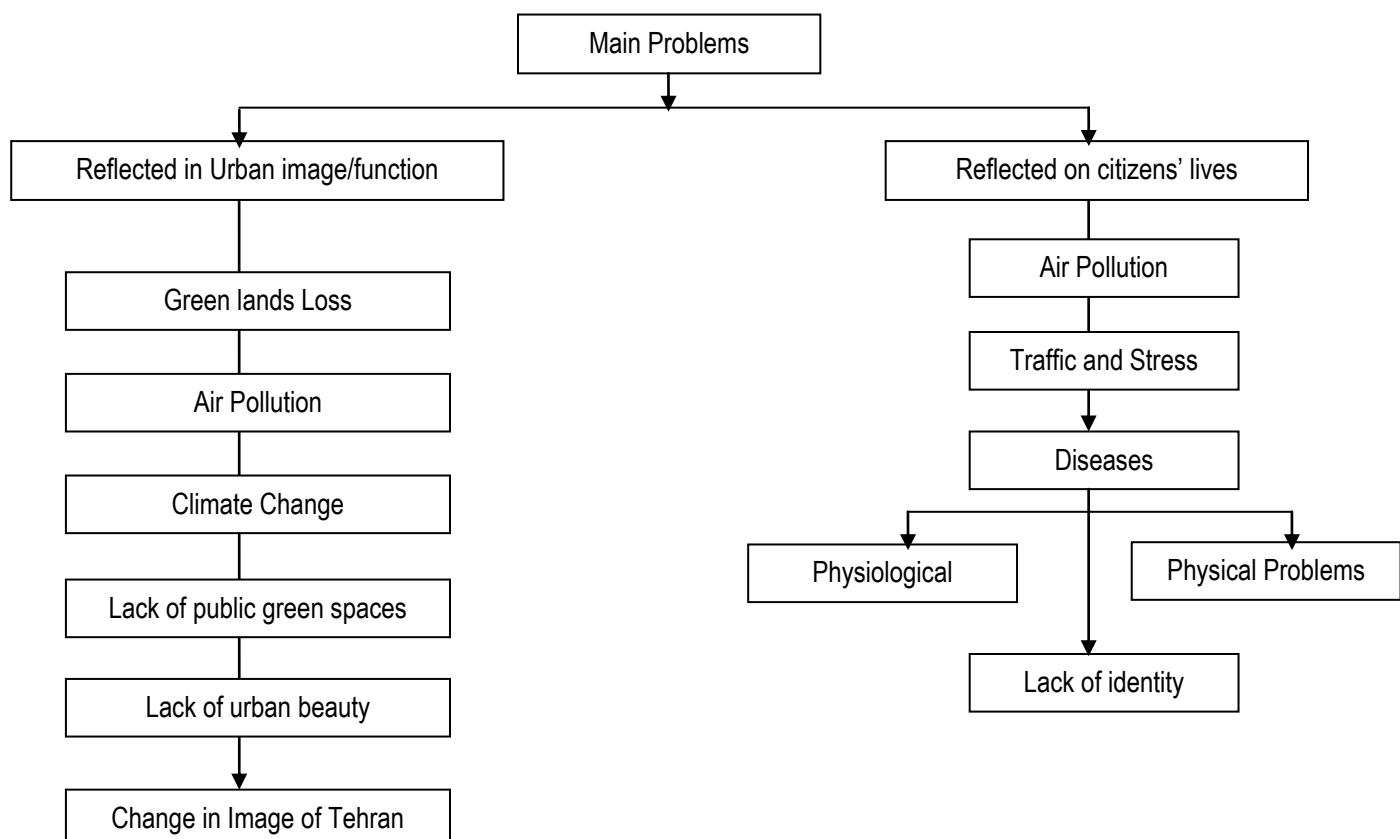 Main Problems
Reflected in Urban image/function
Reflected on citizens’ lives
Green lands Loss
Air Pollution
Climate Change
Lack of public green spaces
Lack of urban beauty
Change in Image of Tehran
Air Pollution
Traffic and Stress
Diseases
Physiological
Physical Problems
Lack of identity